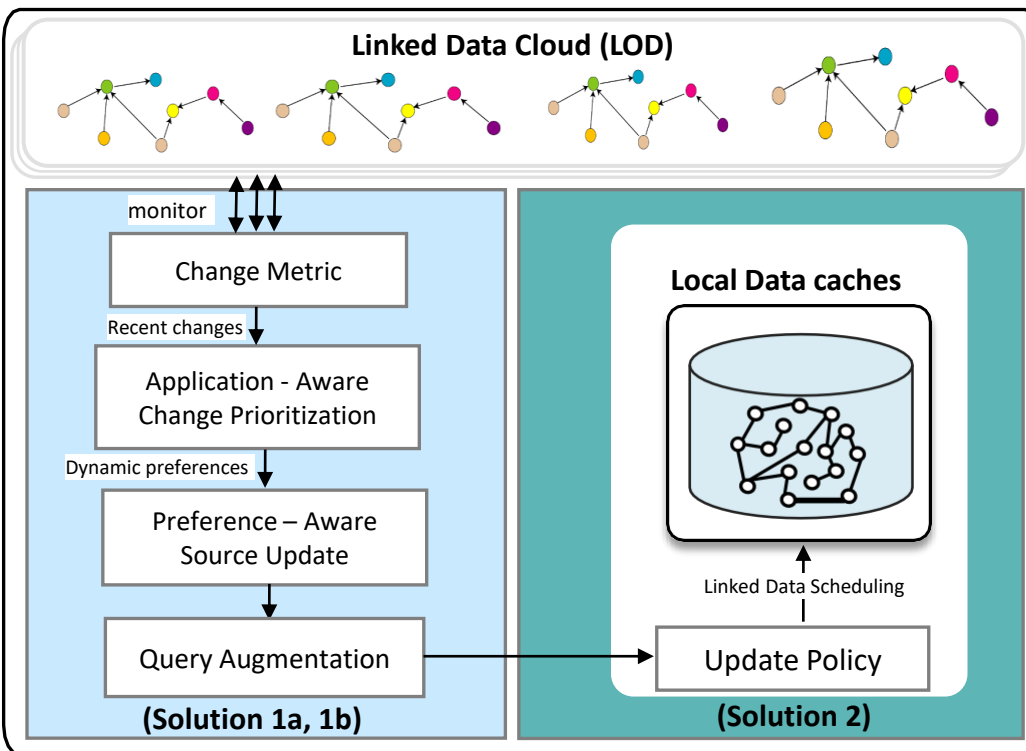 Linked Data Cloud (LOD)
monitor
Change Metric
Recent changes
Application - Aware
Change Prioritization
Dynamic preferences
Preference – Aware
Source Update
Query Augmentation
(Solution 1a, 1b)
Local Data caches
Linked Data Scheduling
Update Policy
(Solution 2)